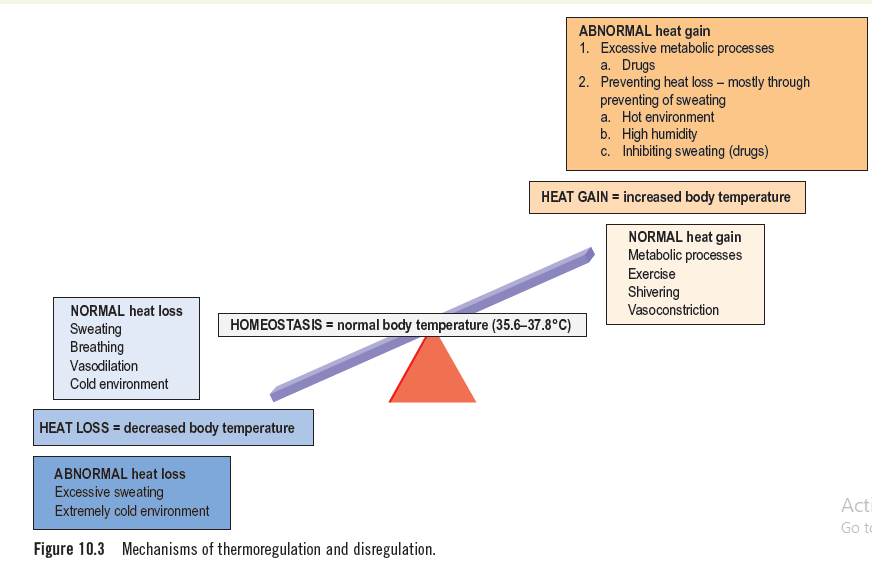 ABNORMAL heat gain
1. Excessive metabolic processes
a. Drugs
2. Preventing heat loss – mostly through
preventing of sweating
a. Hot environment
b. High humidity
c. Inhibiting sweating (drugs)
HEAT GAIN = increased body temperature
NORMAL heat gain
Metabolic processes
Exercise
Shivering
Vasoconstriction
HOMEOSTASIS = normal body temperature (35.6–37.8°C)
NORMAL heat loss
Sweating
Breathing
Vasodilation
Cold environment
HEAT LOSS = decreased body temperature
ABNORMAL heat loss
Excessive sweating
Extremely cold environment
Figure 10.3 Mechanisms of thermoregulation and disregulation.
Acti
Go to